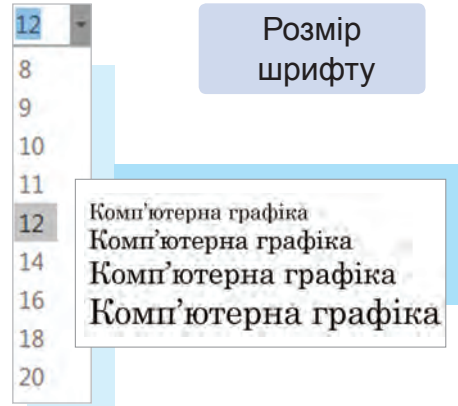 12
Розмір
шрифту
8
9
10
11
12
14
16
18
20
Комп'ютерна графіка
Комп'ютерна графіка
Комп'ютерна графіка
Комп'ютерна графіка